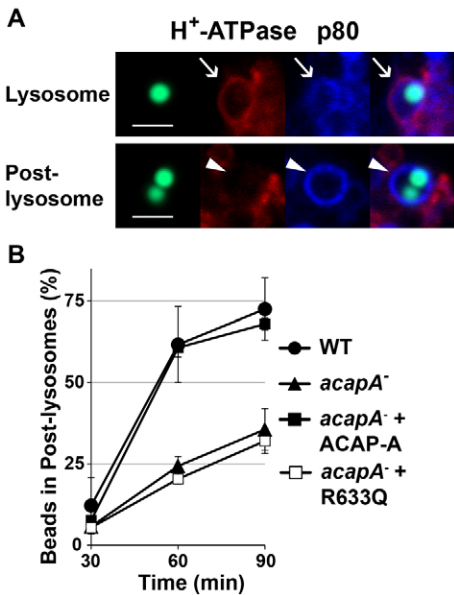 A
H⁺-ATPase p80
Lysosome
Post-
lysosome
B
Beads in Post-lysosomes (%)
75
50
25
0
30
60
90
Time (min)
WT
acapA⁻
acapA⁻ +
ACAP-A
acapA⁻ +
R633Q